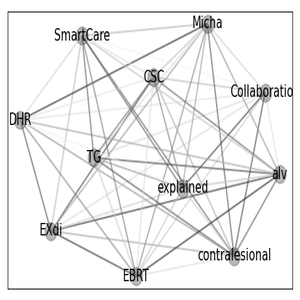 Micha
SmartCare
CSC
Collaboratio
DHR
TG
alv
explained
EXdi
contralesional
EBRT